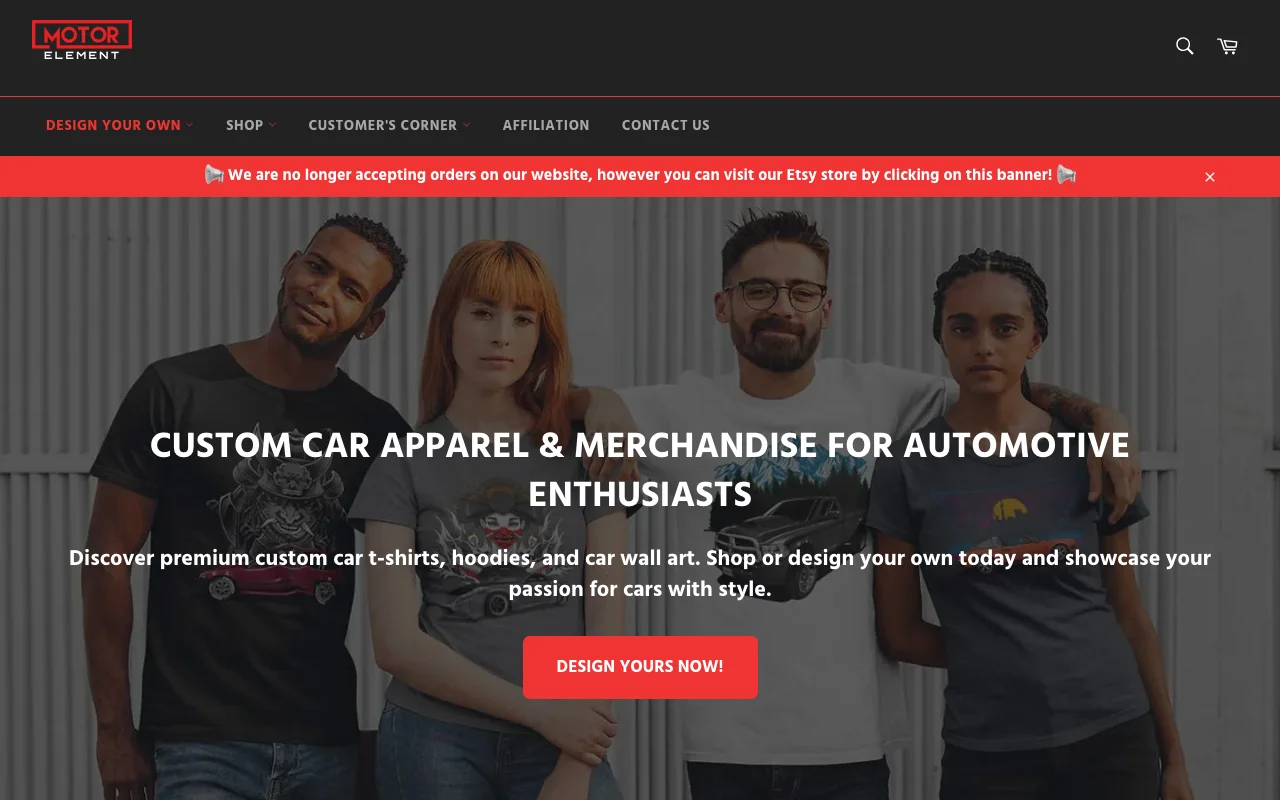 MOTOR
ELEMENT
DESIGN YOUR OWN
SHOP
CUSTOMER'S CORNER
AFFILIATION
CONTACT US
We are no longer accepting orders on our website, however you can visit our Etsy store by clicking on this banner!
CUSTOM CAR APPAREL & MERCHANDISE FOR AUTOMOTIVE
ENTHUSIASTS
Discover premium custom car t-shirts, hoodies, and car wall art. Shop or design your own today and showcase your
passion for cars with style.
DESIGN YOURS NOW!